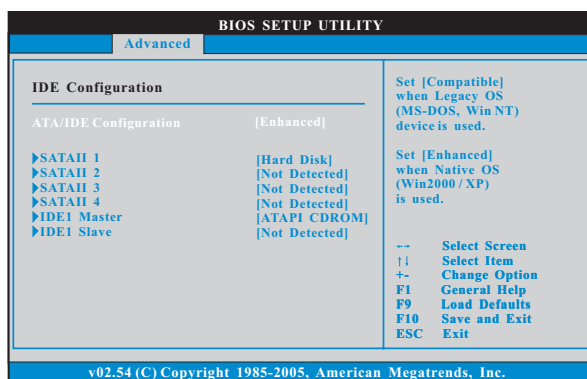 BIOS SETUP UTILITY
Advanced
IDE Configuration
ATA/IDE Configuration [Enhanced]
SATAII 1 [Hard Disk]
SATAII 2 [Not Detected]
SATAII 3 [Not Detected]
SATAII 4 [Not Detected]
IDE1 Master [ATAPI CDROM]
IDE1 Slave [Not Detected]
Set [Compatible]
when Legacy OS
(MS-DOS, Win NT)
device is used.
Set [Enhanced]
when Native OS
(Win2000 / XP)
is used.
←→ Select Screen
↑↓ Select Item
+- Change Option
F1 General Help
F9 Load Defaults
F10 Save and Exit
ESC Exit
v02.54 (C) Copyright 1985-2005, American Megatrends, Inc.